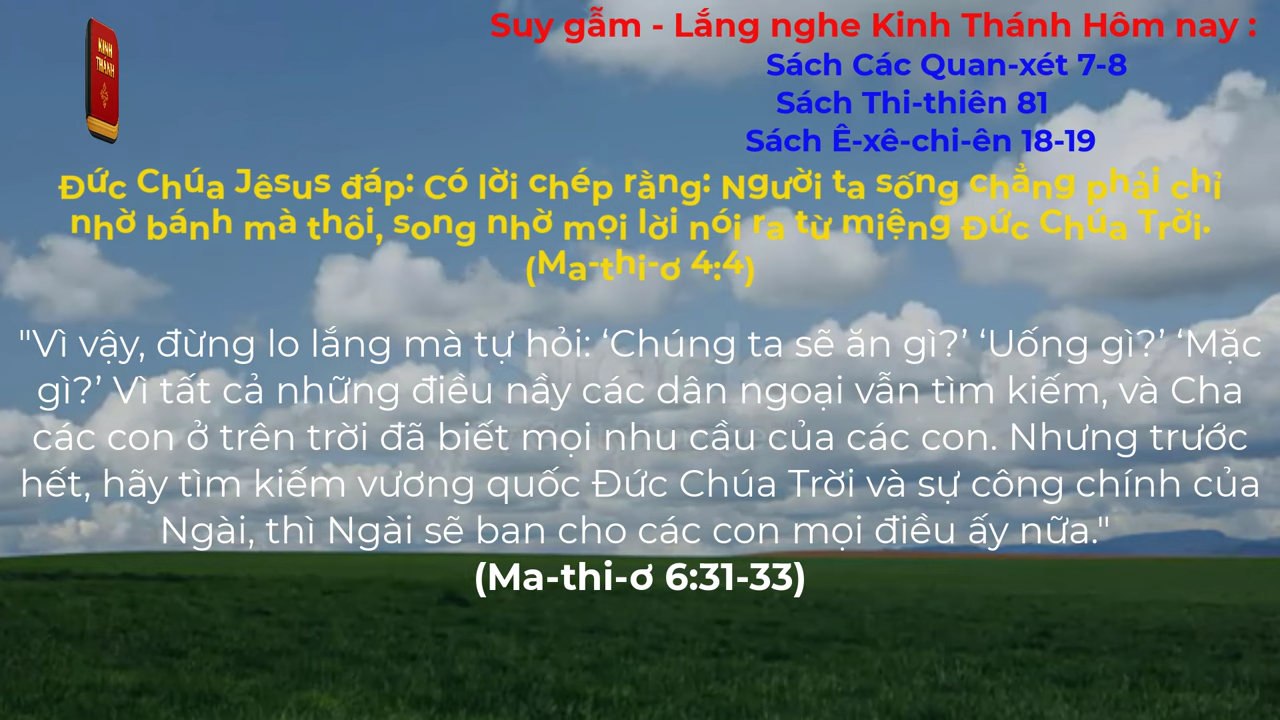 KINH
THÁNH
Suy gẫm - Lắng nghe Kinh Thánh Hôm nay :
Sách Các Quan-xét 7-8
Sách Thi-thiên 81
Sách Ê-xê-chi-ên 18-19
Đức Chúa Jêsus đáp: Có lời chép rằng: Người ta sống chẳng phải chỉ
nhờ bánh mà thôi, song nhờ mọi lời nói ra từ miệng Đức Chúa Trời.
(Ma-thi-ơ 4:4)
"Vì vậy, đừng lo lắng mà tự hỏi: ‘Chúng ta sẽ ăn gì?’ ‘Uống gì?’ ‘Mặc
gì?’ Vì tất cả những điều nầy các dân ngoại vẫn tìm kiếm, và Cha
các con ở trên trời đã biết mọi nhu cầu của các con. Nhưng trước
hết, hãy tìm kiếm vương quốc Đức Chúa Trời và sự công chính của
Ngài, thì Ngài sẽ ban cho các con mọi điều ấy nữa."
(Ma-thi-ơ 6:31-33)